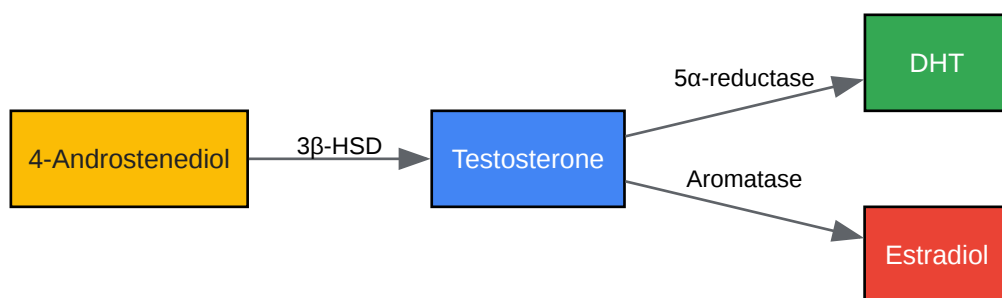 DHT
5α-reductase
4-Androstenediol
3β-HSD
Testosterone
Aromatase
Estradiol